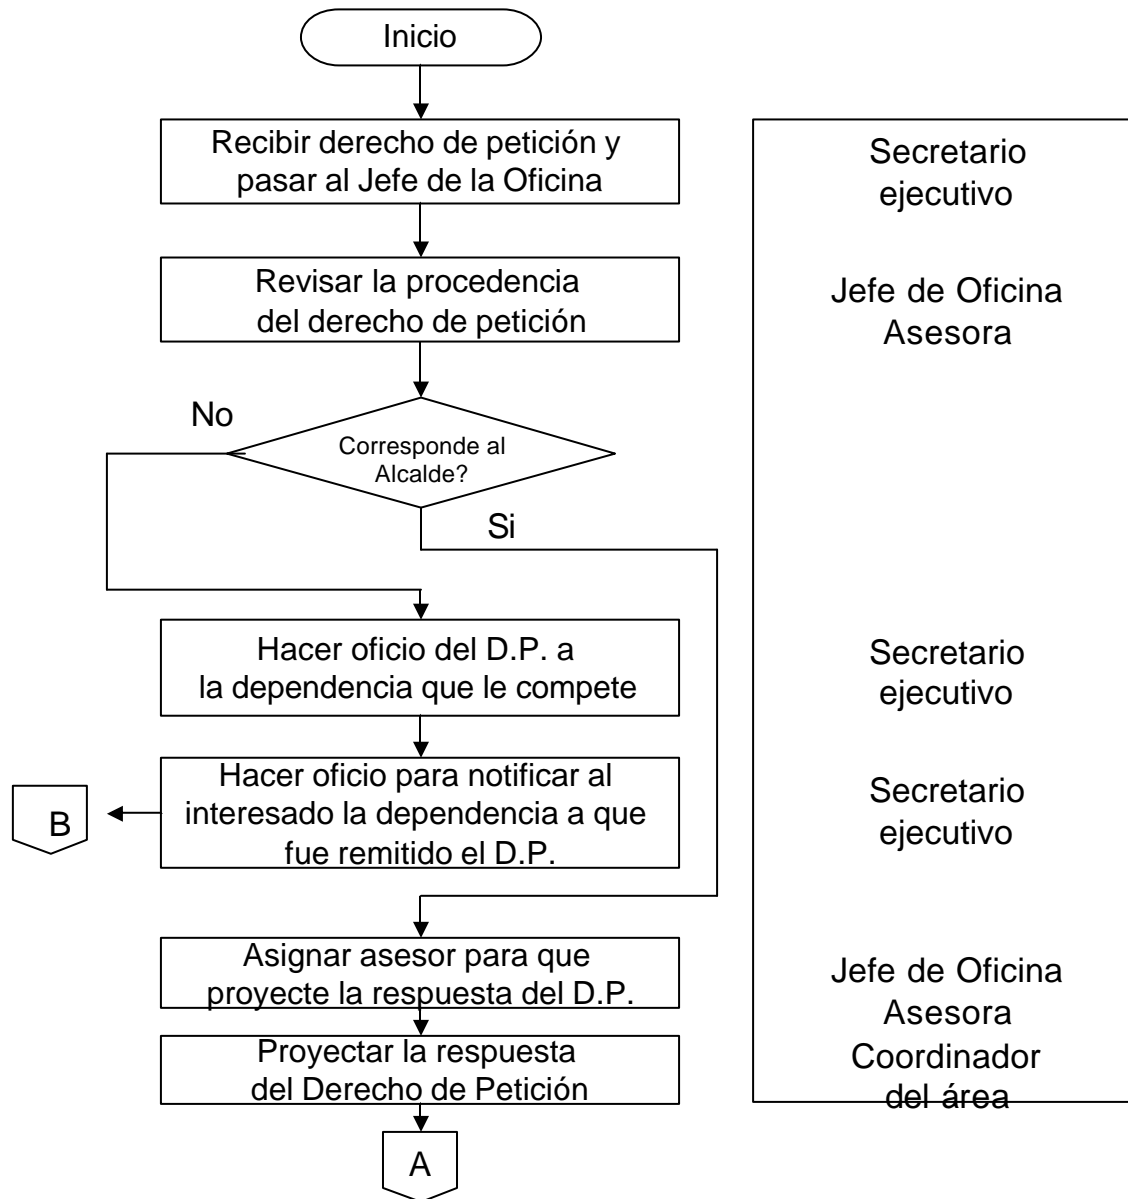 Inicio
Recibir derecho de petición y
pasar al Jefe de la Oficina
Secretario
ejecutivo
Revisar la procedencia
del derecho de petición
Jefe de Oficina
Asesora
No
Corresponde al
Alcalde?
Si
Hacer oficio del D.P. a
la dependencia que le compete
Secretario
ejecutivo
Hacer oficio para notificar al
interesado la dependencia a que
fue remitido el D.P.
B
Secretario
ejecutivo
Asignar asesor para que
proyecte la respuesta del D.P.
Jefe de Oficina
Asesora
Proyectar la respuesta
del Derecho de Petición
Coordinador
del área
A